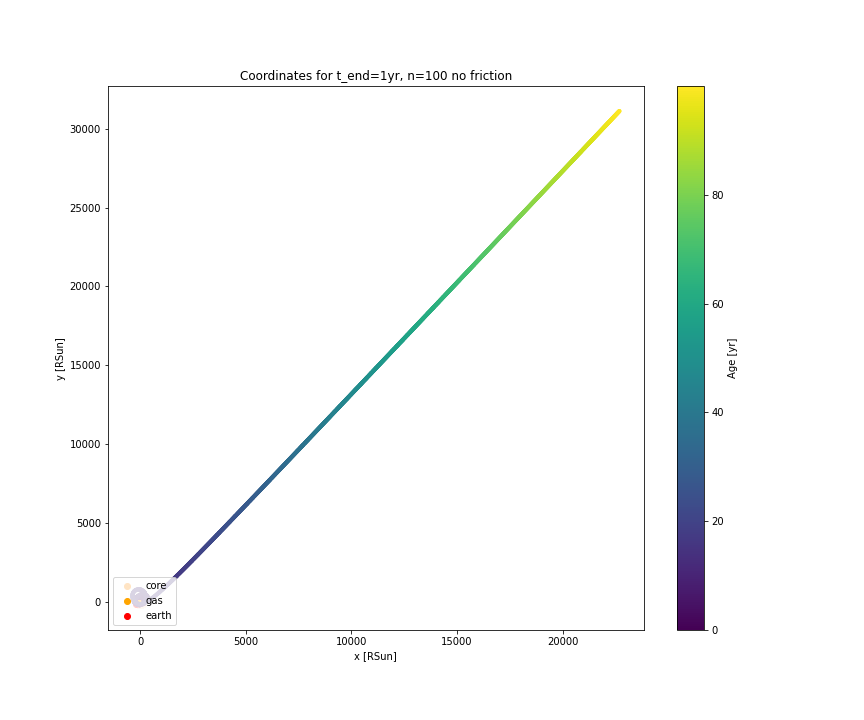 Coordinates for t_end=1yr, n=100 no friction
30000
25000
20000
15000
10000
5000
0
y [RSun]
core
gas
earth
0
5000
10000
15000
20000
x [RSun]
80
60
40
20
0
Age [yr]